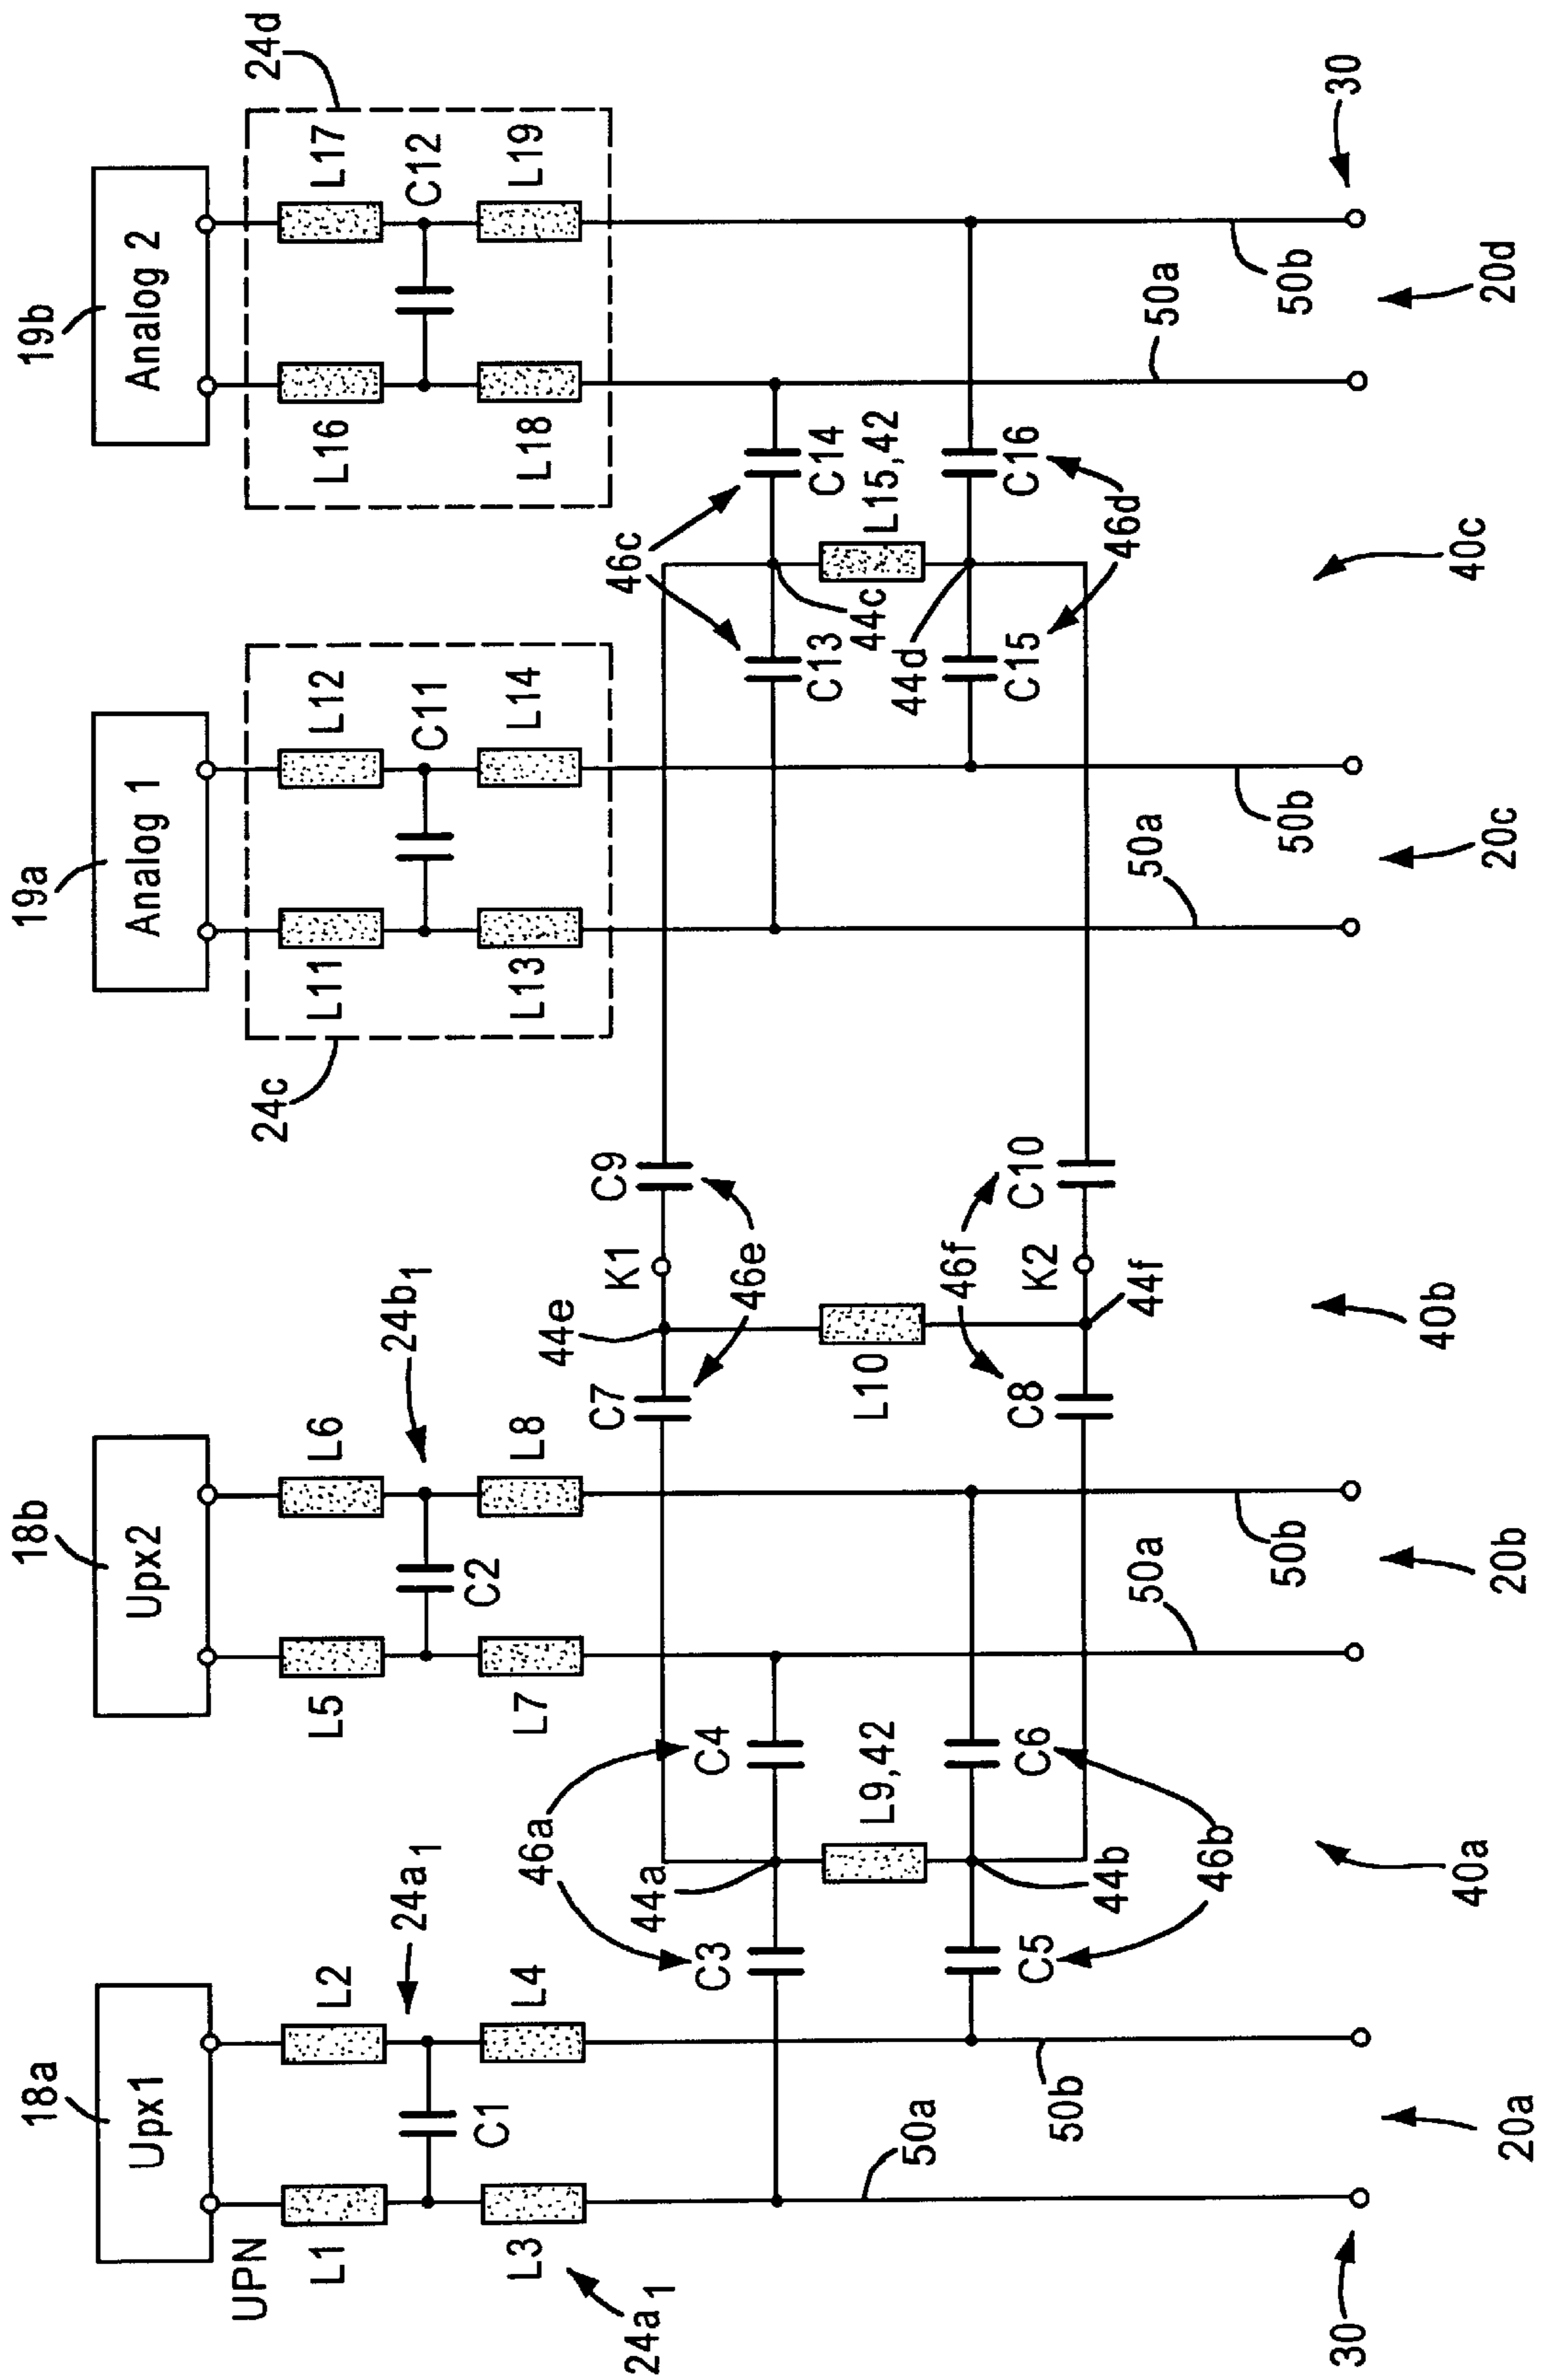 18a
18b
19a
19b
Upx1
Upx2
Analog 1
Analog 2
UPN
L1
L2
L5
L6
L11
L12
L16
L17
24a1
24b1
24c
24d
C1
C2
C11
C12
L3
L4
L7
L8
L13
L14
L18
L19
24a1
46a
44e
C7
C9
K1
46e
46c
C3
C4
44a
C13
C14
44c
L9,42
L10
L15,42
44d
C5
C6
44b
46b
C8
C10
K2
46f
44f
C15
C16
46d
50a
50b
50a
50b
50a
50b
50a
50b
30
30
40a
40b
40c
20a
20b
20c
20d